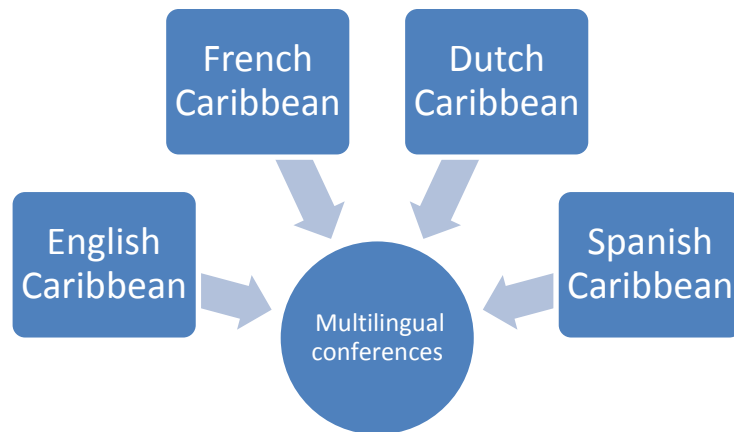 French
Caribbean
Dutch
Caribbean
English
Caribbean
Spanish
Caribbean
Multilingual
conferences